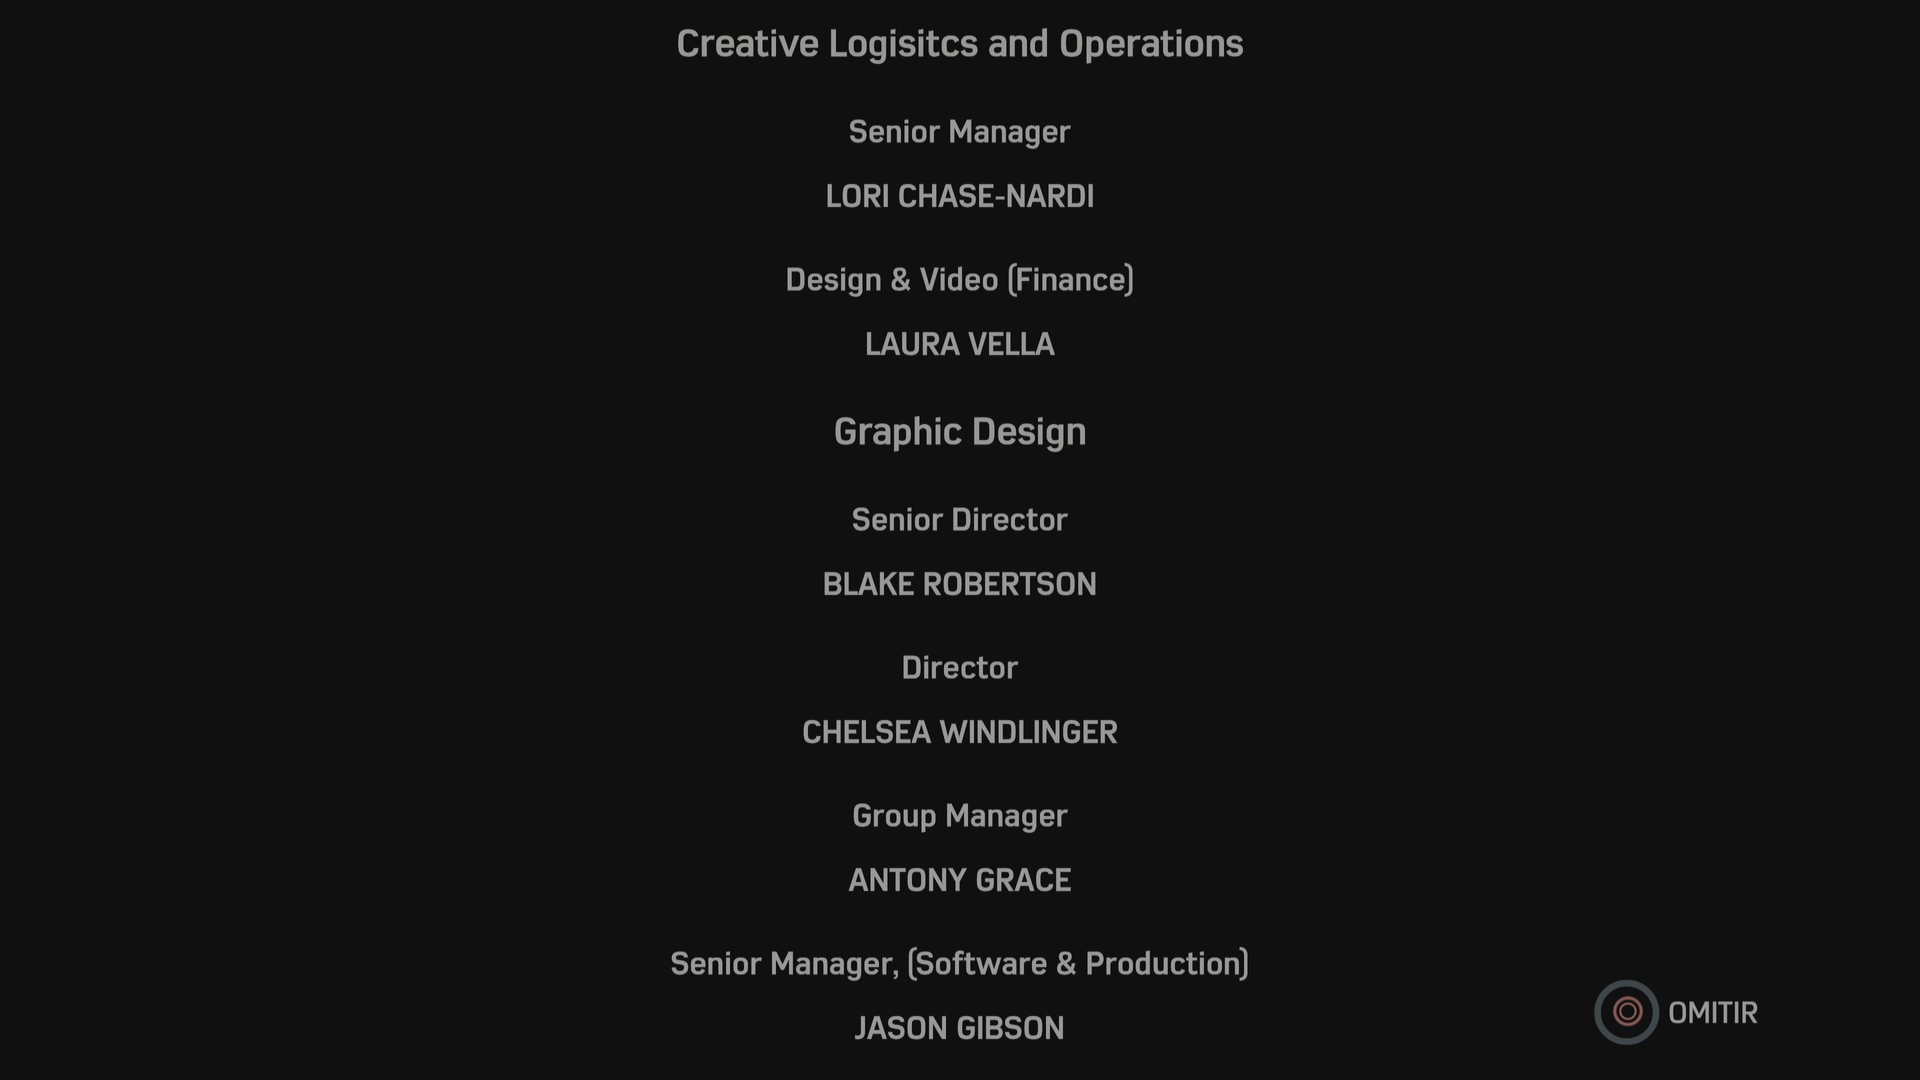 Creative Logisitcs and Operations
Senior Manager
LORI CHASE-NARDI
Design & Video (Finance)
LAURA VELLA
Graphic Design
Senior Director
BLAKE ROBERTSON
Director
CHELSEA WINDLINGER
Group Manager
ANTONY GRACE
Senior Manager, (Software & Production)
JASON GIBSON
OMITIR